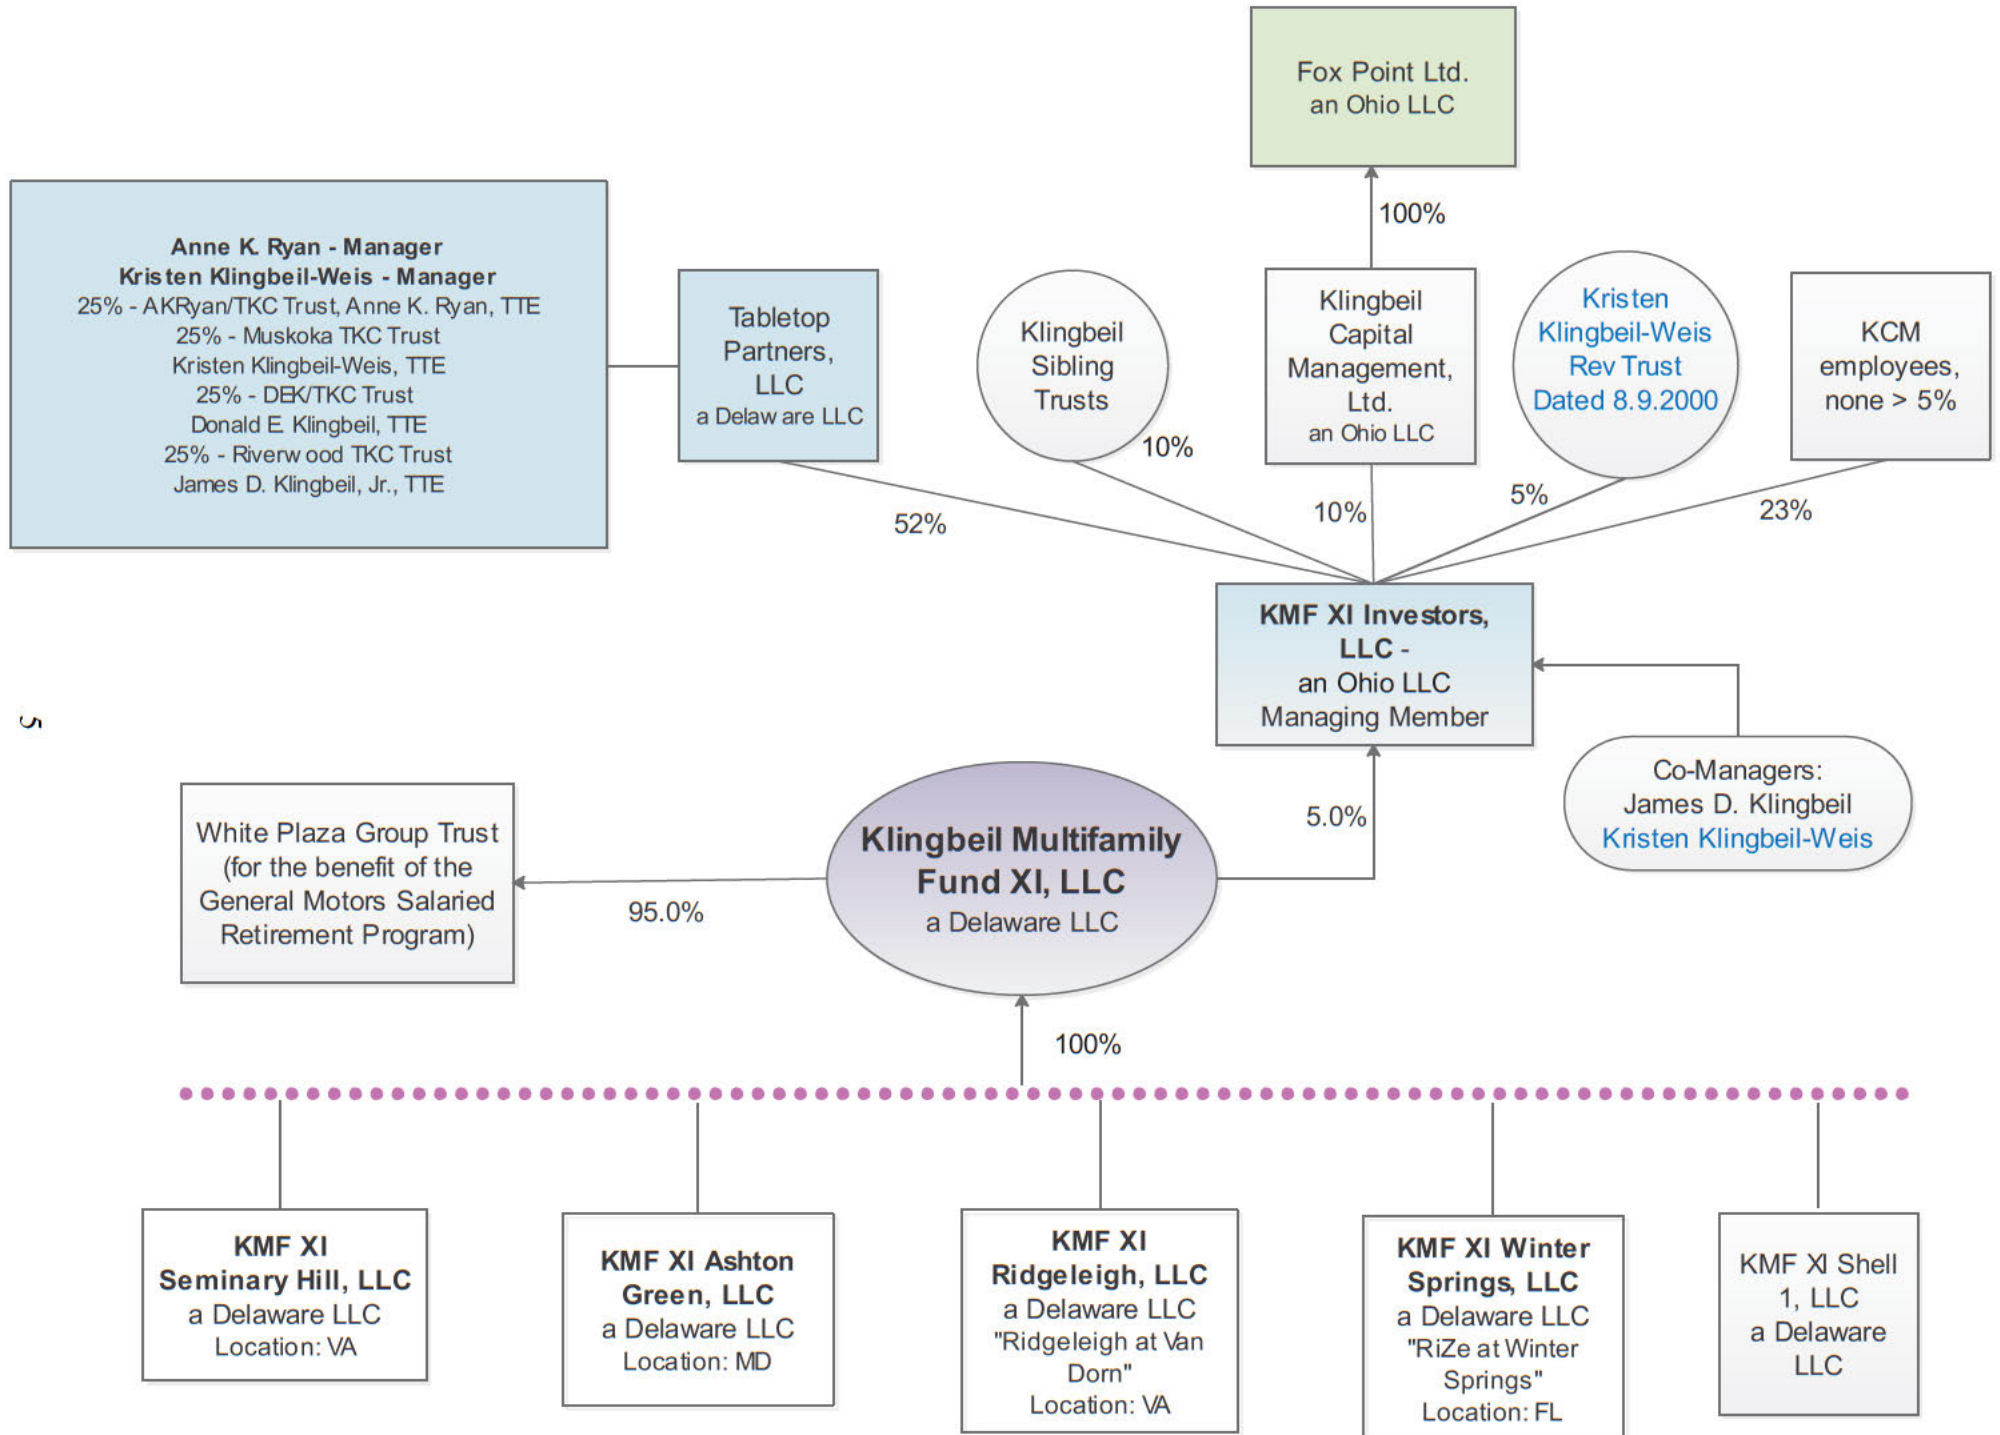 Fox Point Ltd.
an Ohio LLC
100%
Anne K. Ryan - Manager
Kristen Klingbeil-Weis - Manager
25% - AKRyan/TKC Trust, Anne K. Ryan, TTE
25% - Muskoka TKC Trust
Kristen Klingbeil-Weis, TTE
25% - DEK/TKC Trust
Donald E. Klingbeil, TTE
25% - Riverwood TKC Trust
James D. Klingbeil, Jr., TTE
Tabletop
Partners,
LLC
a Delaware LLC
Klingbeil
Sibling
Trusts
Klingbeil
Capital
Management,
Ltd.
an Ohio LLC
Kristen
Klingbeil-Weis
Rev Trust
Dated 8.9.2000
KCM
employees,
none > 5%
52%
10%
10%
5%
23%
KMF XI Investors,
LLC -
an Ohio LLC
Managing Member
5
Co-Managers:
James D. Klingbeil
Kristen Klingbeil-Weis
5.0%
White Plaza Group Trust
(for the benefit of the
General Motors Salaried
Retirement Program)
95.0%
Klingbeil Multifamily
Fund XI, LLC
a Delaware LLC
100%
KMF XI
Seminary Hill, LLC
a Delaware LLC
Location: VA
KMF XI Ashton
Green, LLC
a Delaware LLC
Location: MD
KMF XI
Ridgeleigh, LLC
a Delaware LLC
"Ridgeleigh at Van
Dorn"
Location: VA
KMF XI Winter
Springs, LLC
a Delaware LLC
"RiZe at Winter
Springs"
Location: FL
KMF XI Shell
1, LLC
a Delaware
LLC